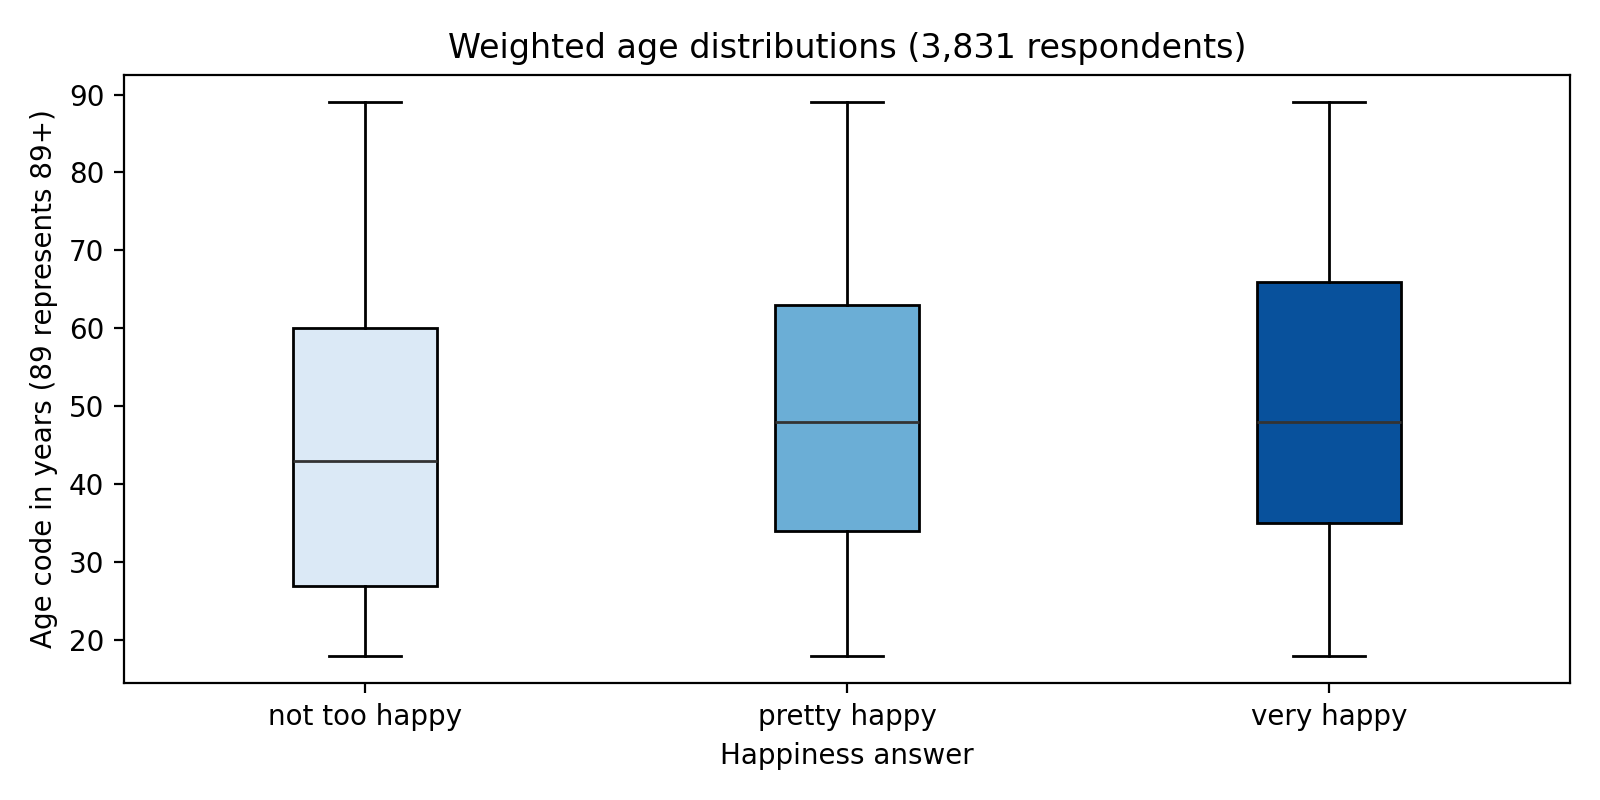 Weighted age distributions (3,831 respondents)
Age code in years (89 represents 89+)
90
80
70
60
50
40
30
20
not too happy
pretty happy
very happy
Happiness answer